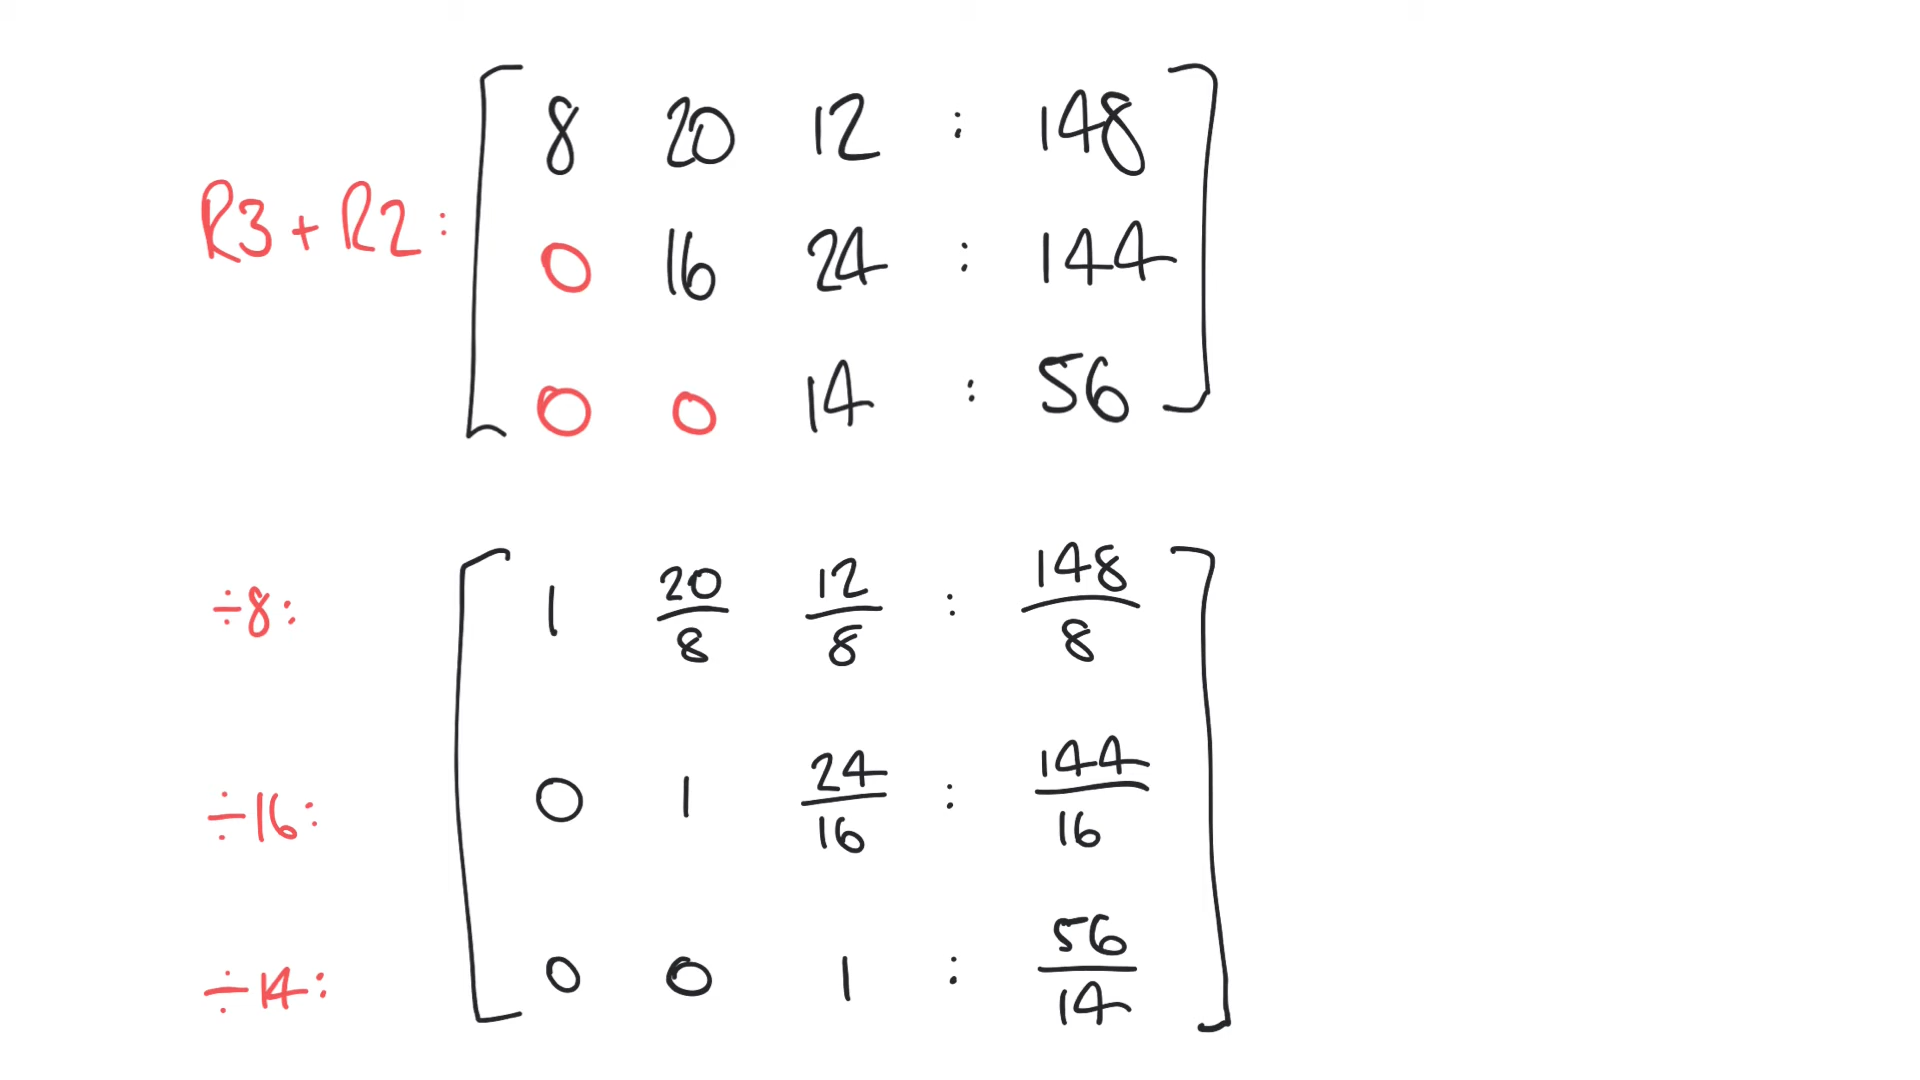 8 20 12 : 148
R3 + R2 : 0 16 24 : 144
0 0 14 : 56
÷8 : 1 20/8 12/8 : 148/8
÷16 : 0 1 24/16 : 144/16
÷14 : 0 0 1 : 56/14